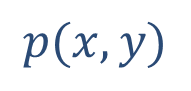 p(x, y)